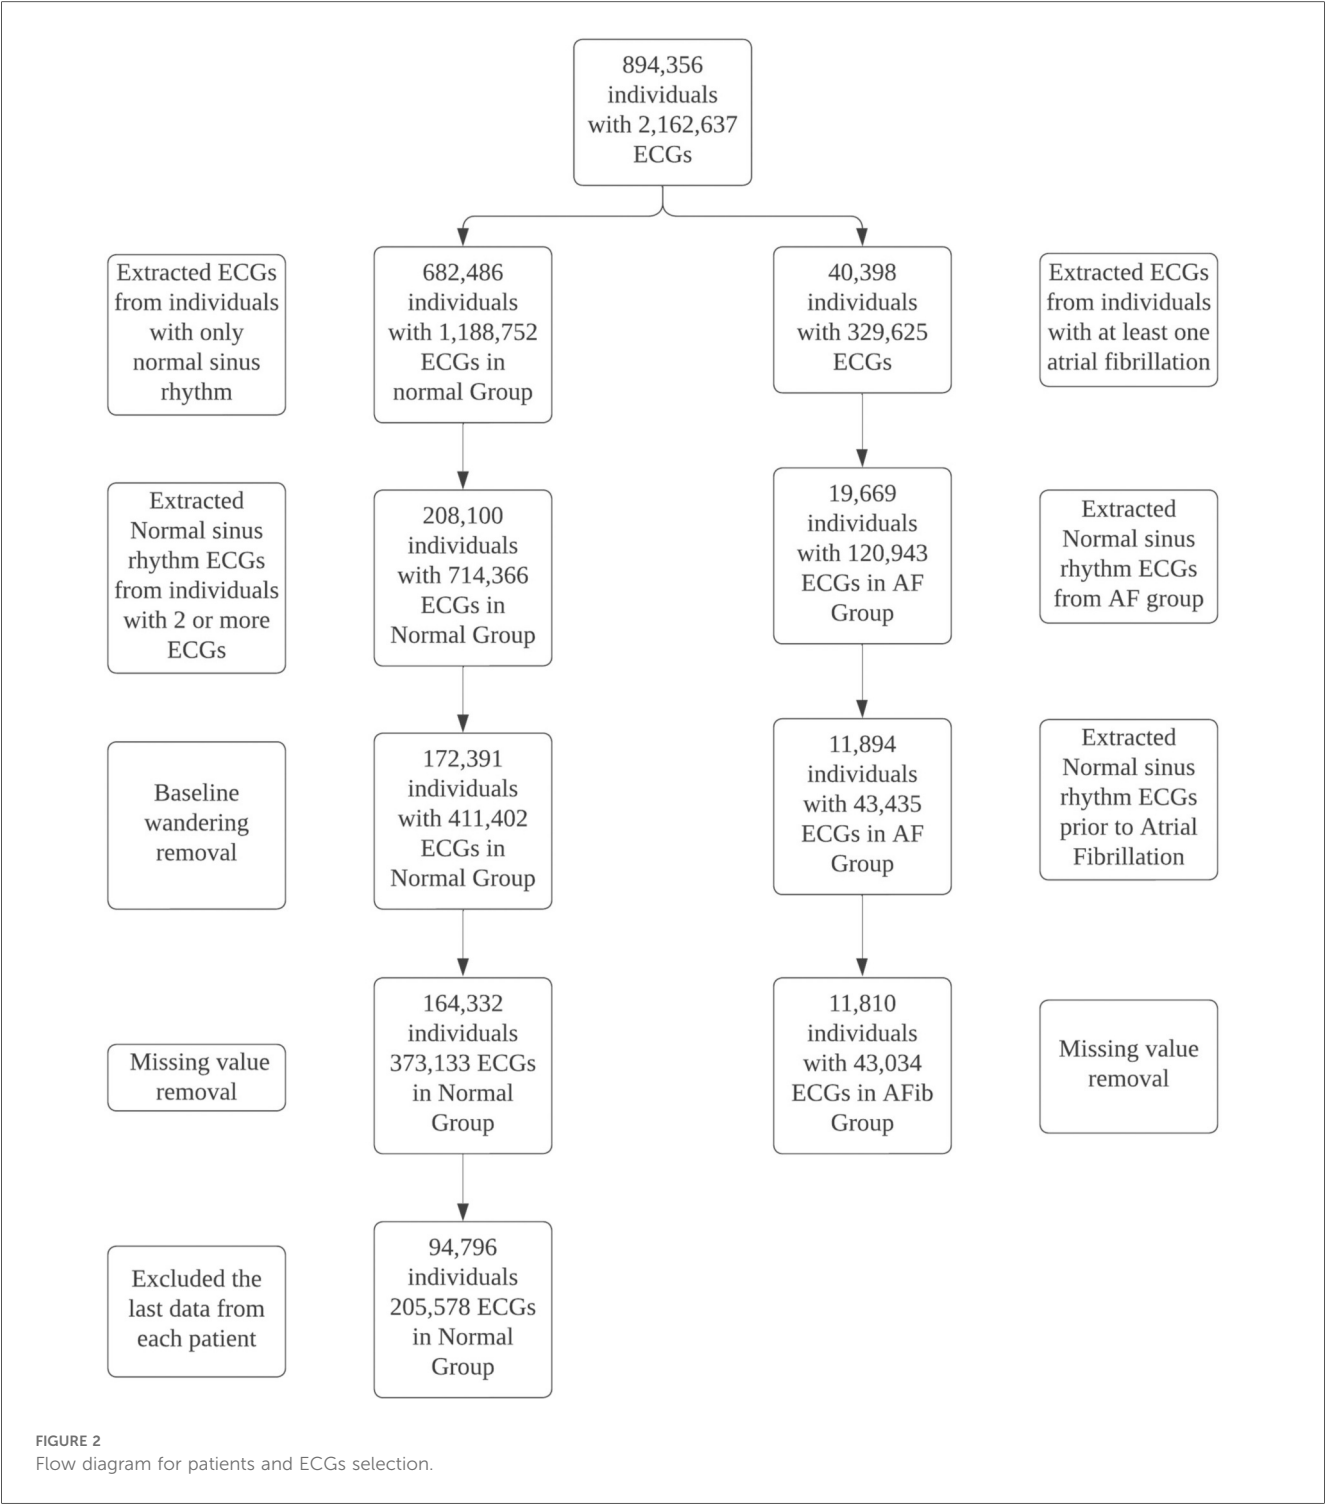 894,356
individuals
with 2,162,637
ECGs
Extracted ECGs
from individuals
with only
normal sinus
rhythm
682,486
individuals
with 1,188,752
ECGs in
normal Group
40,398
individuals
with 329,625
ECGs
Extracted ECGs
from individuals
with at least one
atrial fibrillation
Extracted
Normal sinus
rhythm ECGs
from individuals
with 2 or more
ECGs
208,100
individuals
with 714,366
ECGs in
Normal Group
19,669
individuals
with 120,943
ECGs in AF
Group
Extracted
Normal sinus
rhythm ECGs
from AF group
Baseline
wandering
removal
172,391
individuals
with 411,402
ECGs in
Normal Group
11,894
individuals
with 43,435
ECGs in AF
Group
Extracted
Normal sinus
rhythm ECGs
prior to Atrial
Fibrillation
Missing value
removal
164,332
individuals
373,133 ECGs
in Normal
Group
11,810
individuals
with 43,034
ECGs in AFib
Group
Missing value
removal
Excluded the
last data from
each patient
94,796
individuals
205,578 ECGs
in Normal
Group
FIGURE 2
Flow diagram for patients and ECGs selection.